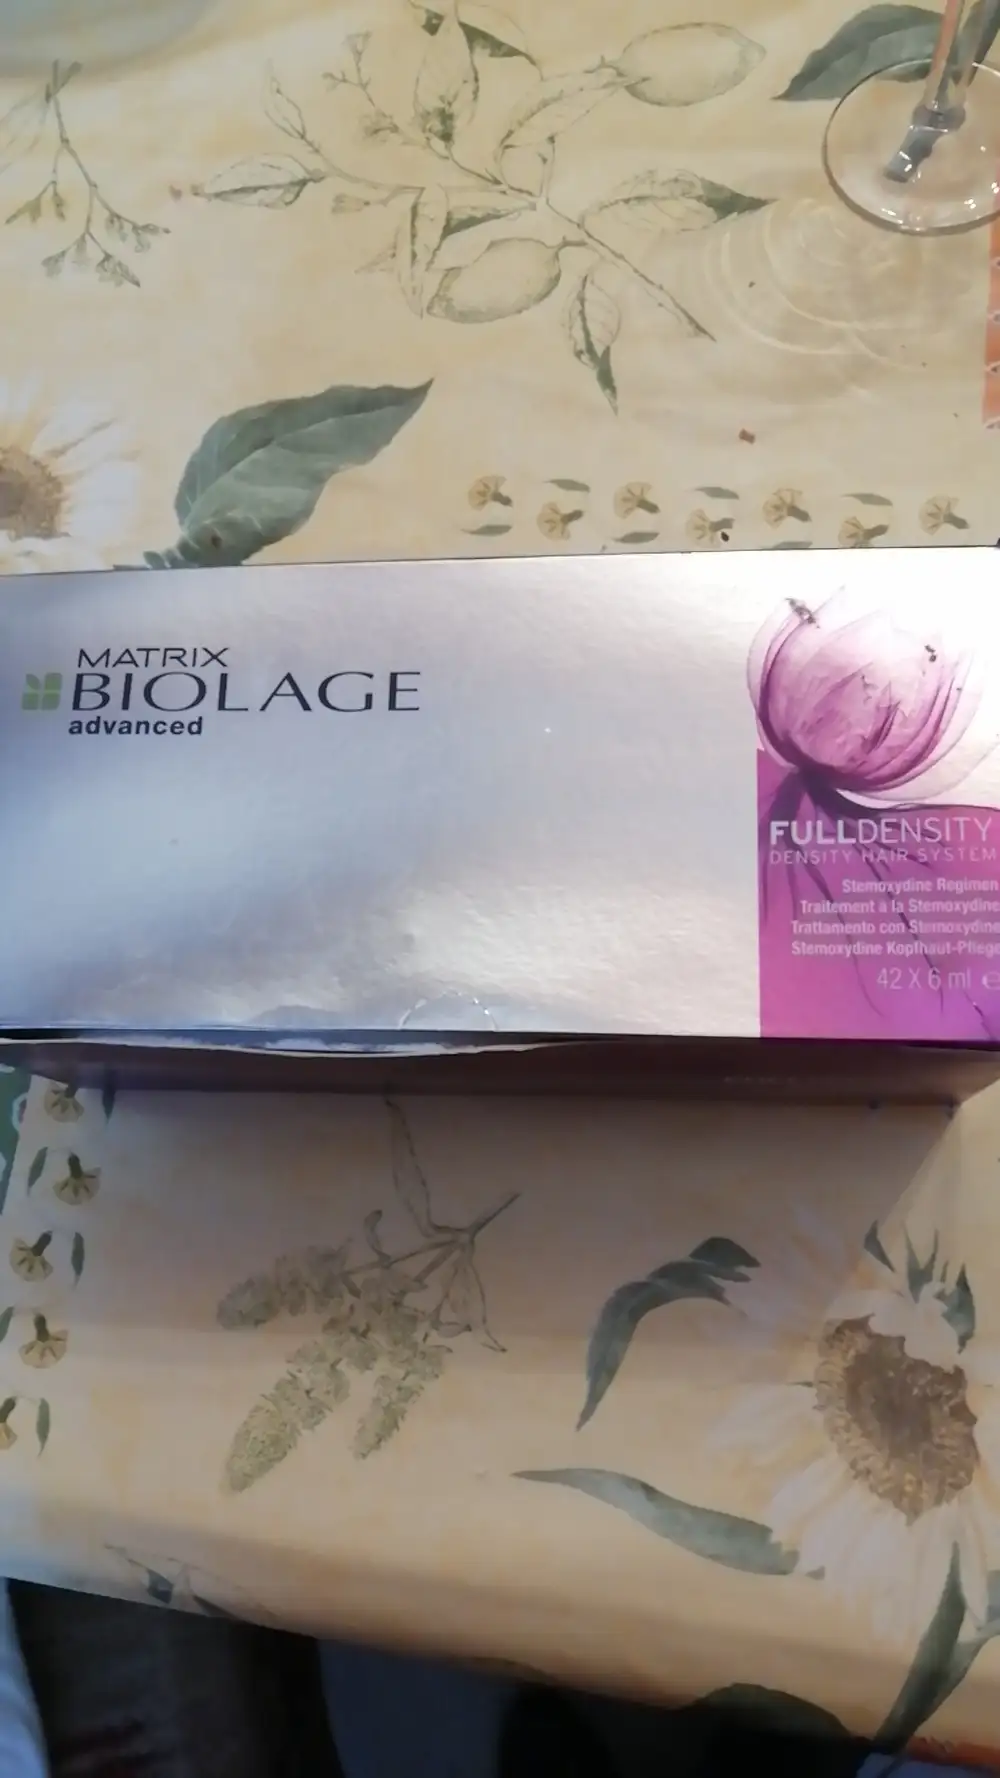 MATRIX
BIOLAGE
advanced
FULLDENSITY
DENSITY HAIR SYSTEM
Stemoxydine Regimen
Traitement a la Stemoxydine
Trattamento con Stemoxydine
Stemoxydine Kopfhaut-Pflege
42 X 6 ml e